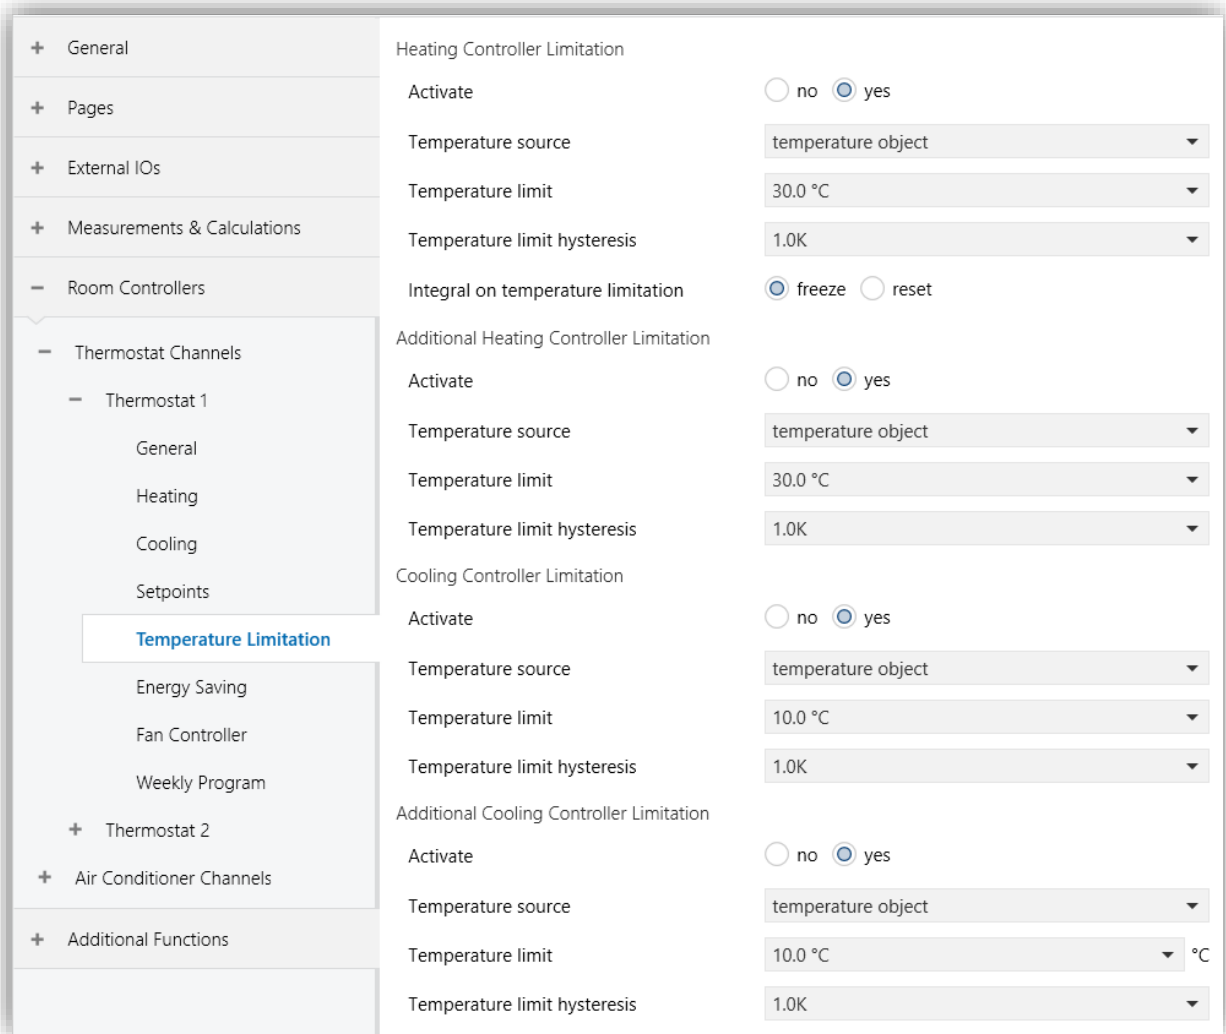 General
Pages
External IOs
Measurements & Calculations
Room Controllers
Thermostat Channels
Thermostat 1
General
Heating
Cooling
Setpoints
Temperature Limitation
Energy Saving
Fan Controller
Weekly Program
Thermostat 2
Air Conditioner Channels
Additional Functions
Heating Controller Limitation
Activate no yes
Temperature source temperature object
Temperature limit 30.0 °C
Temperature limit hysteresis 1.0K
Integral on temperature limitation freeze reset
Additional Heating Controller Limitation
Activate no yes
Temperature source temperature object
Temperature limit 30.0 °C
Temperature limit hysteresis 1.0K
Cooling Controller Limitation
Activate no yes
Temperature source temperature object
Temperature limit 10.0 °C
Temperature limit hysteresis 1.0K
Additional Cooling Controller Limitation
Activate no yes
Temperature source temperature object
Temperature limit 10.0 °C °C
Temperature limit hysteresis 1.0K